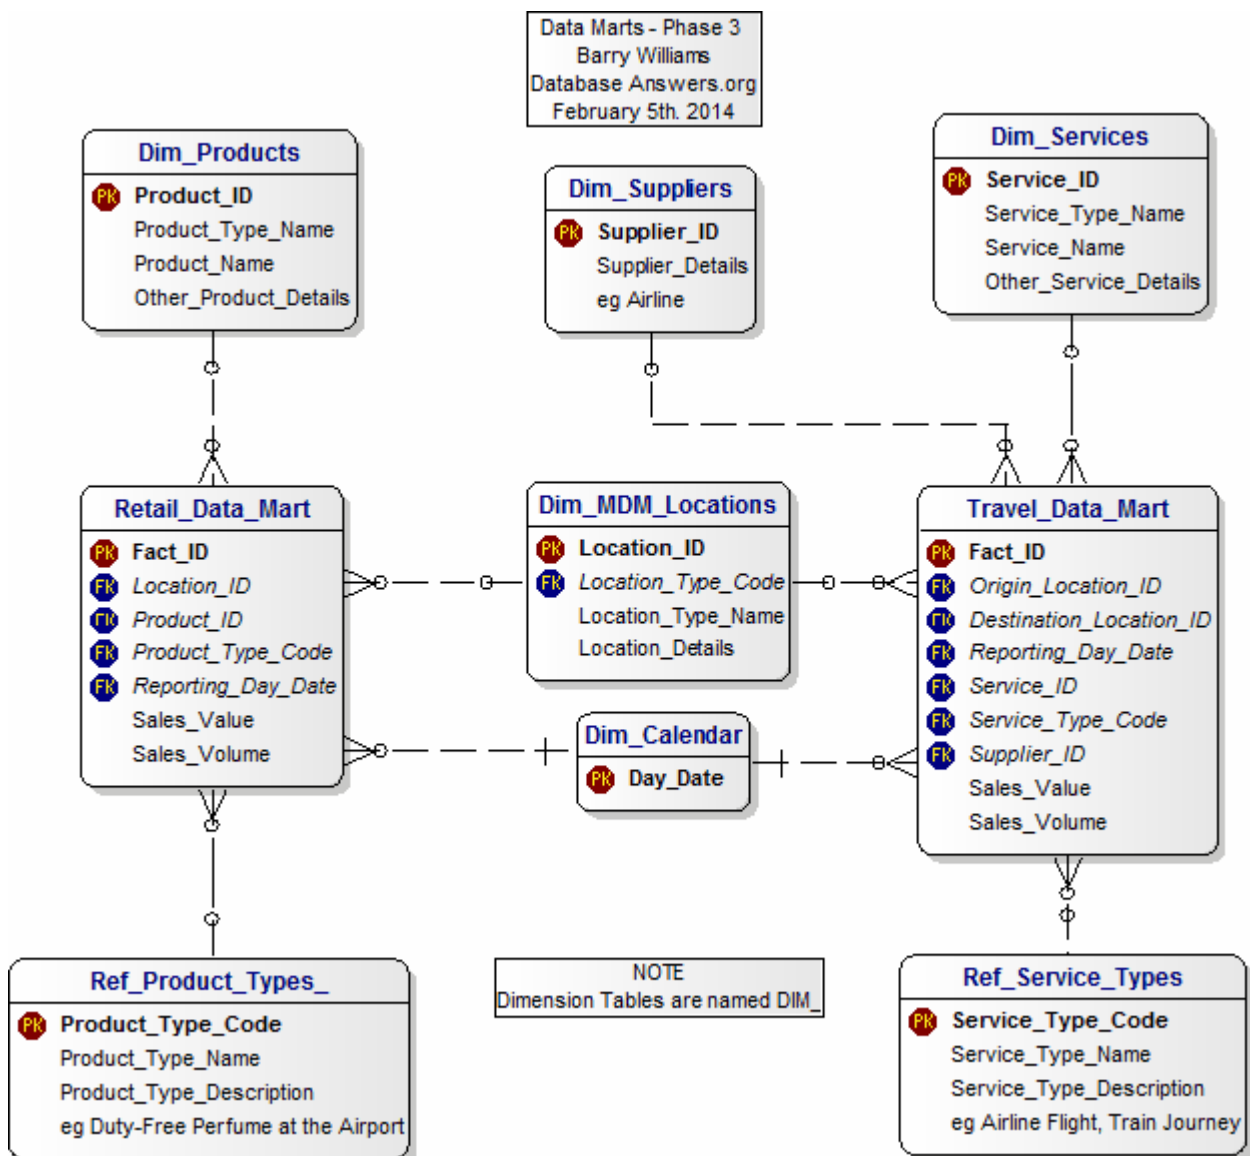 Data Marts - Phase 3
Barry Williams
Database Answers.org
February 5th. 2014
Dim_Products
PK Product_ID
Product_Type_Name
Product_Name
Other_Product_Details
Dim_Suppliers
PK Supplier_ID
Supplier_Details
eg Airline
Dim_Services
PK Service_ID
Service_Type_Name
Service_Name
Other_Service_Details
Retail_Data_Mart
PK Fact_ID
FK Location_ID
FK Product_ID
FK Product_Type_Code
FK Reporting_Day_Date
Sales_Value
Sales_Volume
Dim_MDM_Locations
PK Location_ID
FK Location_Type_Code
Location_Type_Name
Location_Details
Travel_Data_Mart
PK Fact_ID
FK Origin_Location_ID
FK Destination_Location_ID
FK Reporting_Day_Date
FK Service_ID
FK Service_Type_Code
FK Supplier_ID
Sales_Value
Sales_Volume
Dim_Calendar
PK Day_Date
Ref_Product_Types_
PK Product_Type_Code
Product_Type_Name
Product_Type_Description
eg Duty-Free Perfume at the Airport
NOTE
Dimension Tables are named DIM_
Ref_Service_Types
PK Service_Type_Code
Service_Type_Name
Service_Type_Description
eg Airline Flight, Train Journey